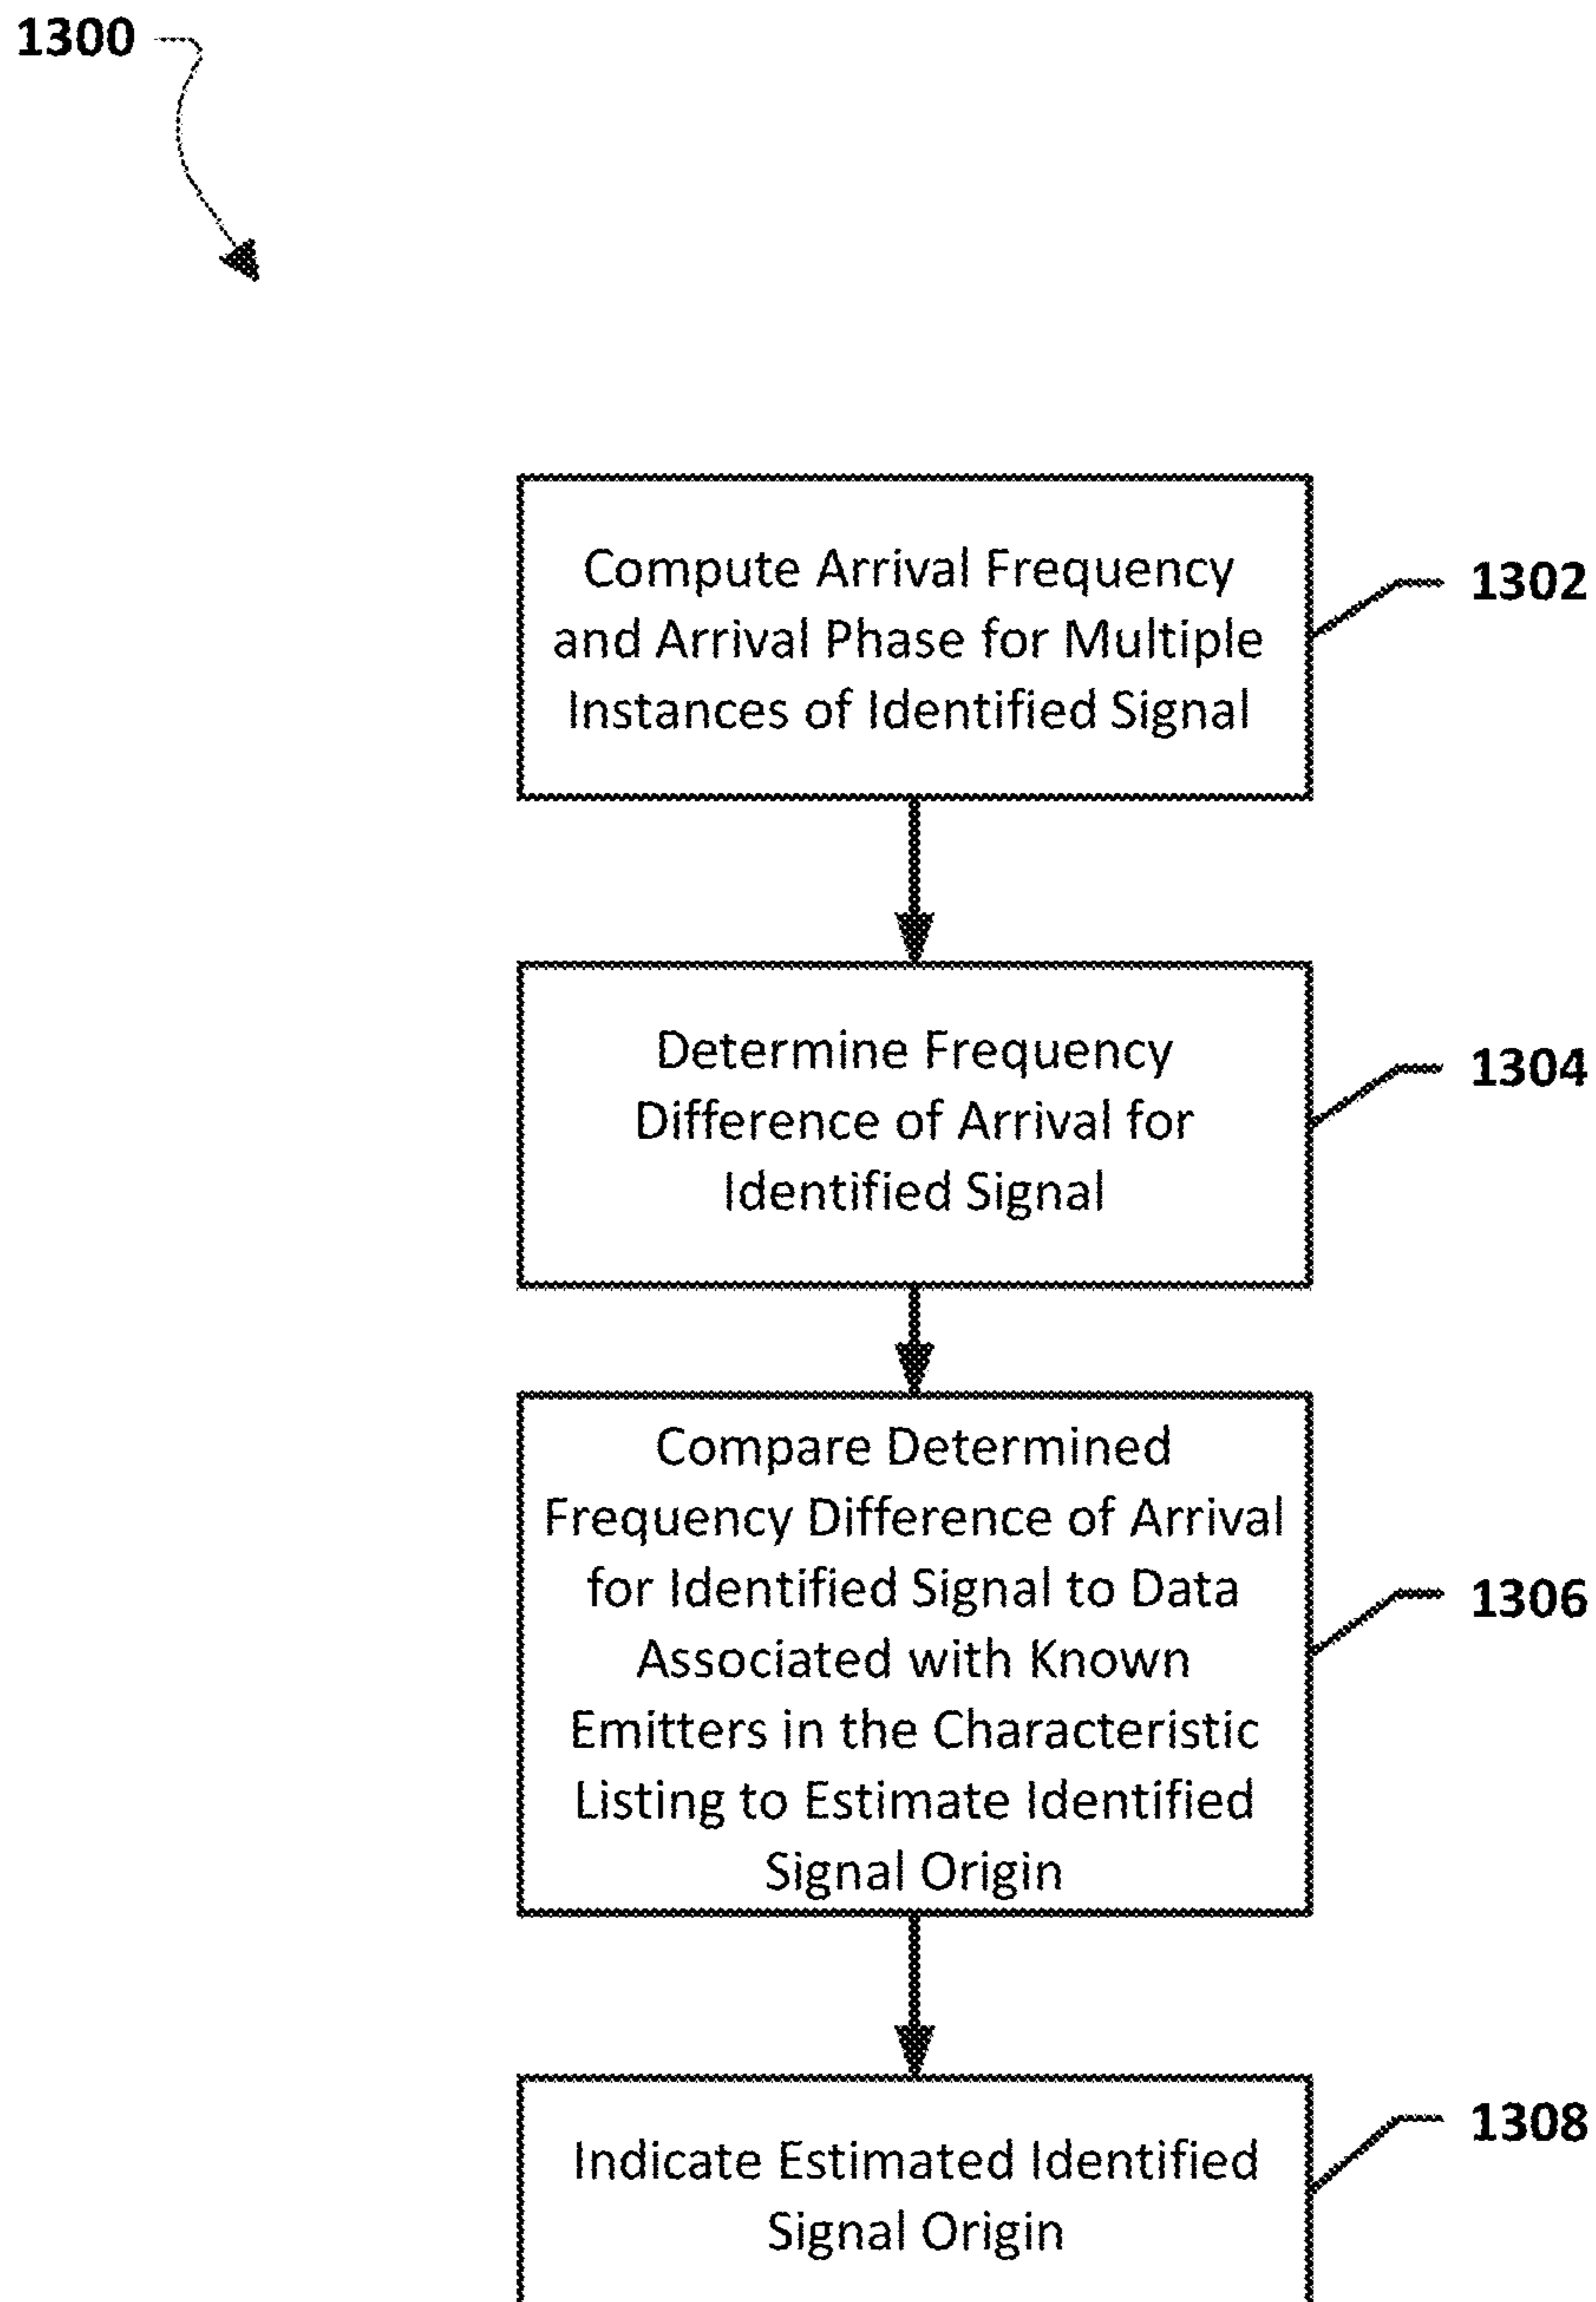 1300
Compute Arrival Frequency
and Arrival Phase for Multiple
Instances of Identified Signal
1302
Determine Frequency
Difference of Arrival for
Identified Signal
1304
Compare Determined
Frequency Difference of Arrival
for Identified Signal to Data
Associated with Known
Emitters in the Characteristic
Listing to Estimate Identified
Signal Origin
1306
Indicate Estimated Identified
Signal Origin
1308